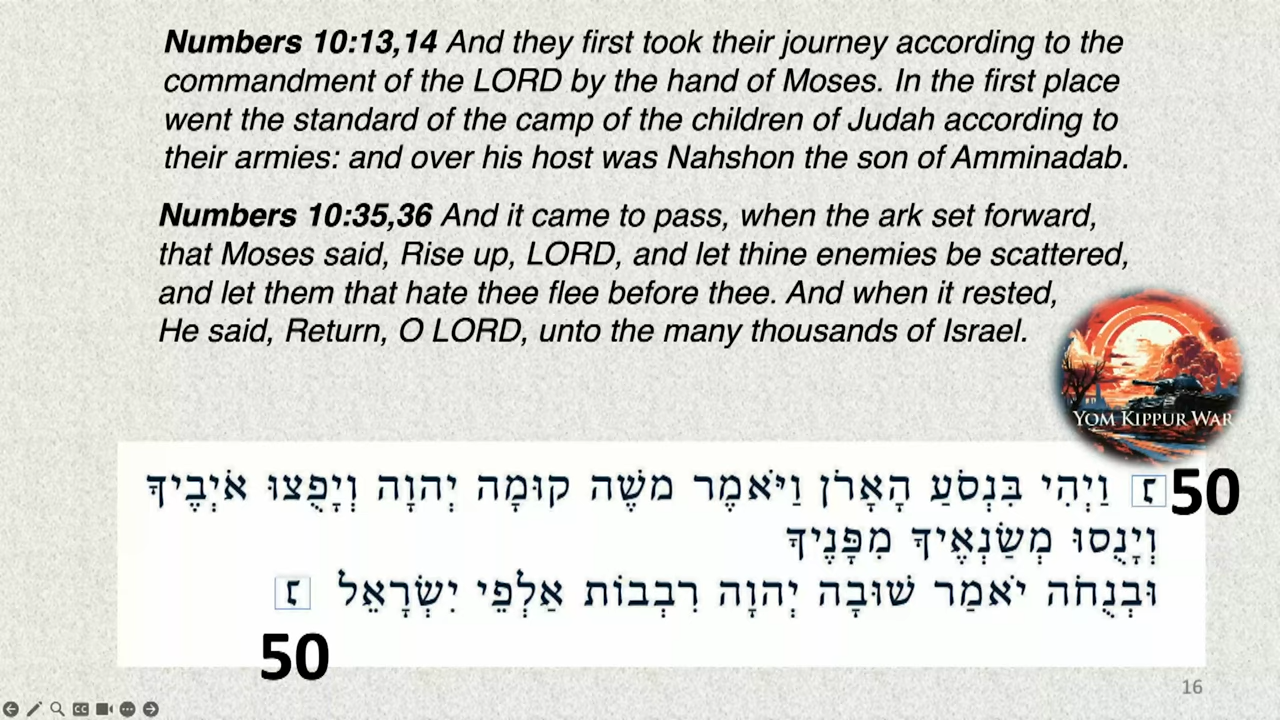 Numbers 10:13,14 And they first took their journey according to the
commandment of the LORD by the hand of Moses. In the first place
went the standard of the camp of the children of Judah according to
their armies: and over his host was Nahshon the son of Amminadab.
Numbers 10:35,36 And it came to pass, when the ark set forward,
that Moses said, Rise up, LORD, and let thine enemies be scattered,
and let them that hate thee flee before thee. And when it rested,
He said, Return, O LORD, unto the many thousands of Israel.
YOM KIPPUR WAR
׆ וַיְהִי בִּנְסֹעַ הָאָרֹן וַיֹּאמֶר מֹשֶׁה קוּמָה יְהוָה וְיָפֻצוּ אֹיְבֶיךָ
50
וְיָנֻסוּ מְשַׂנְאֶיךָ מִפָּנֶיךָ
וּבְנֻחֹה יֹאמַר שׁוּבָה יְהוָה רִבְבוֹת אַלְפֵי יִשְׂרָאֵל ׆
50
16
CC